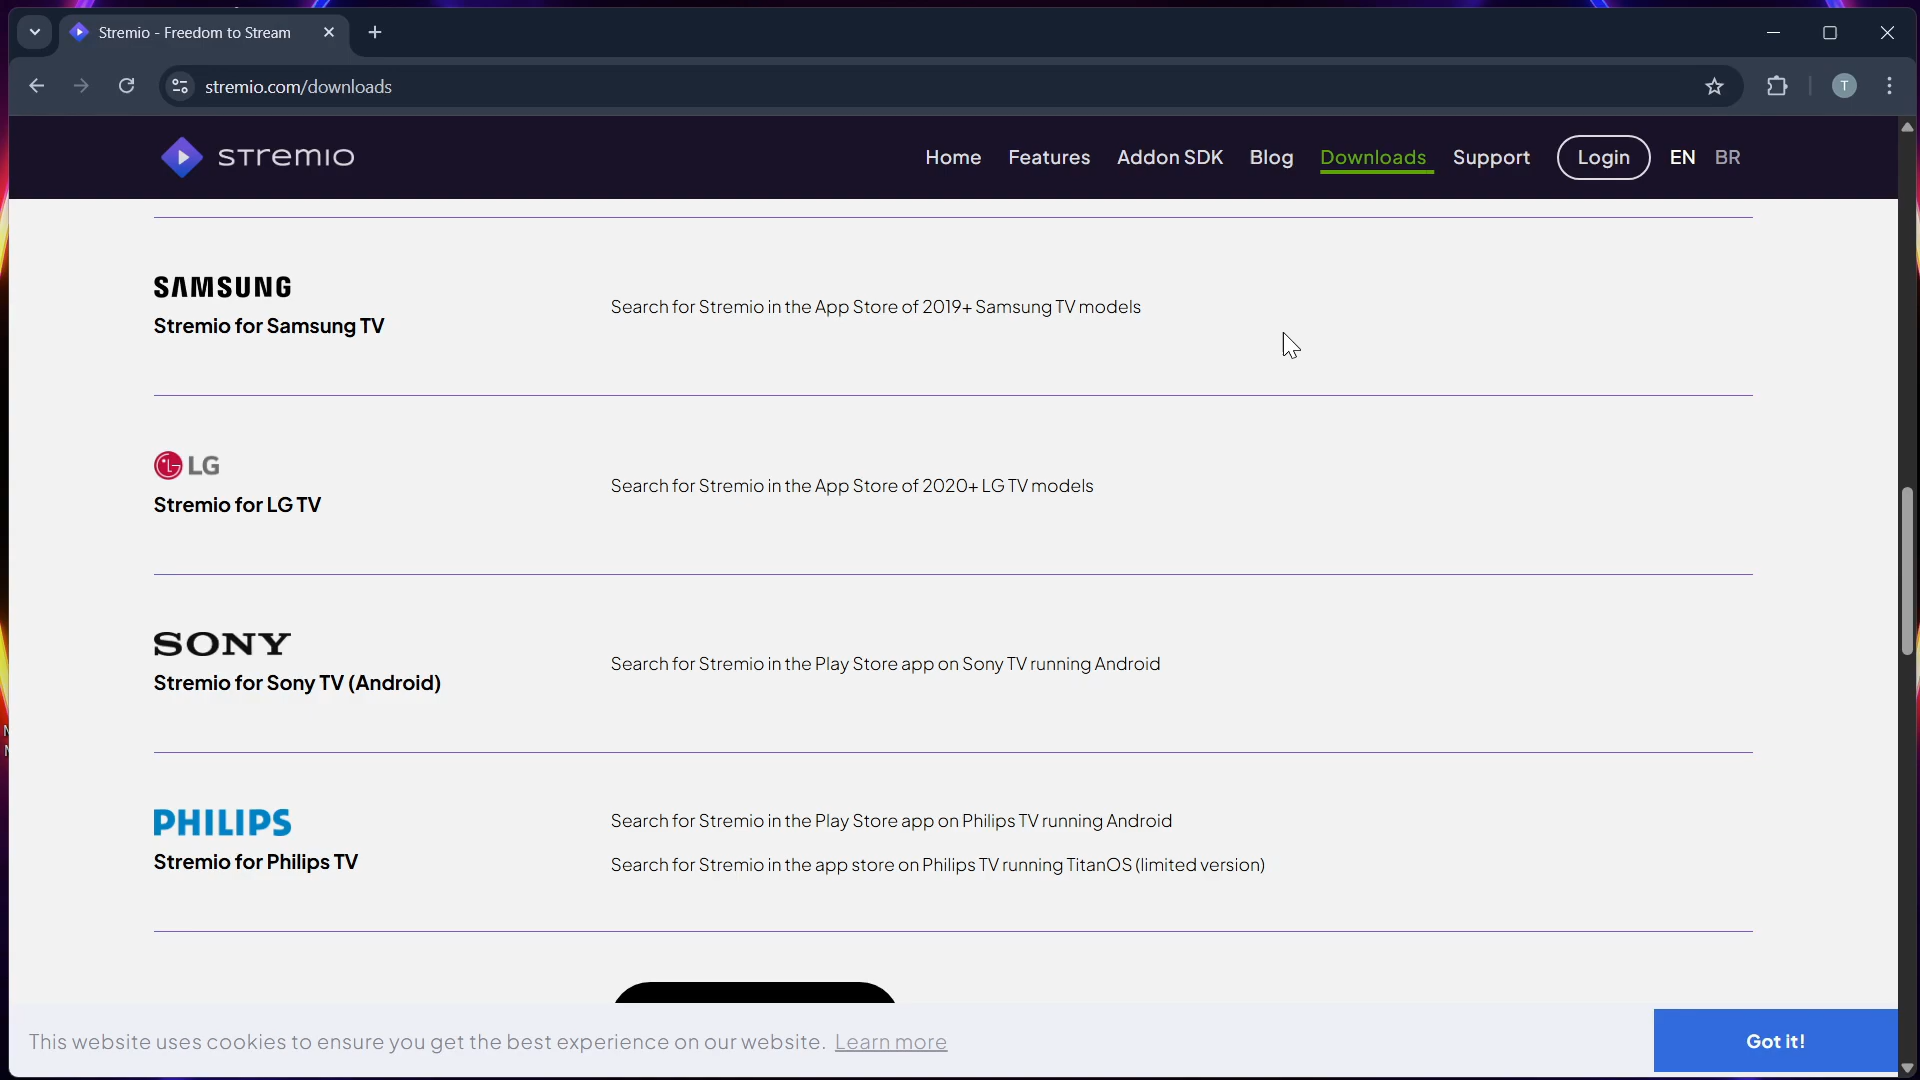 Stremio - Freedom to Stream
stremio.com/downloads
T
stremio
Home Features Addon SDK Blog Downloads Support Login EN BR
SAMSUNG
Stremio for Samsung TV
Search for Stremio in the App Store of 2019+ Samsung TV models
LG
Stremio for LG TV
Search for Stremio in the App Store of 2020+ LG TV models
SONY
Stremio for Sony TV (Android)
Search for Stremio in the Play Store app on Sony TV running Android
PHILIPS
Stremio for Philips TV
Search for Stremio in the Play Store app on Philips TV running Android
Search for Stremio in the app store on Philips TV running TitanOS (limited version)
This website uses cookies to ensure you get the best experience on our website. Learn more
Got it!